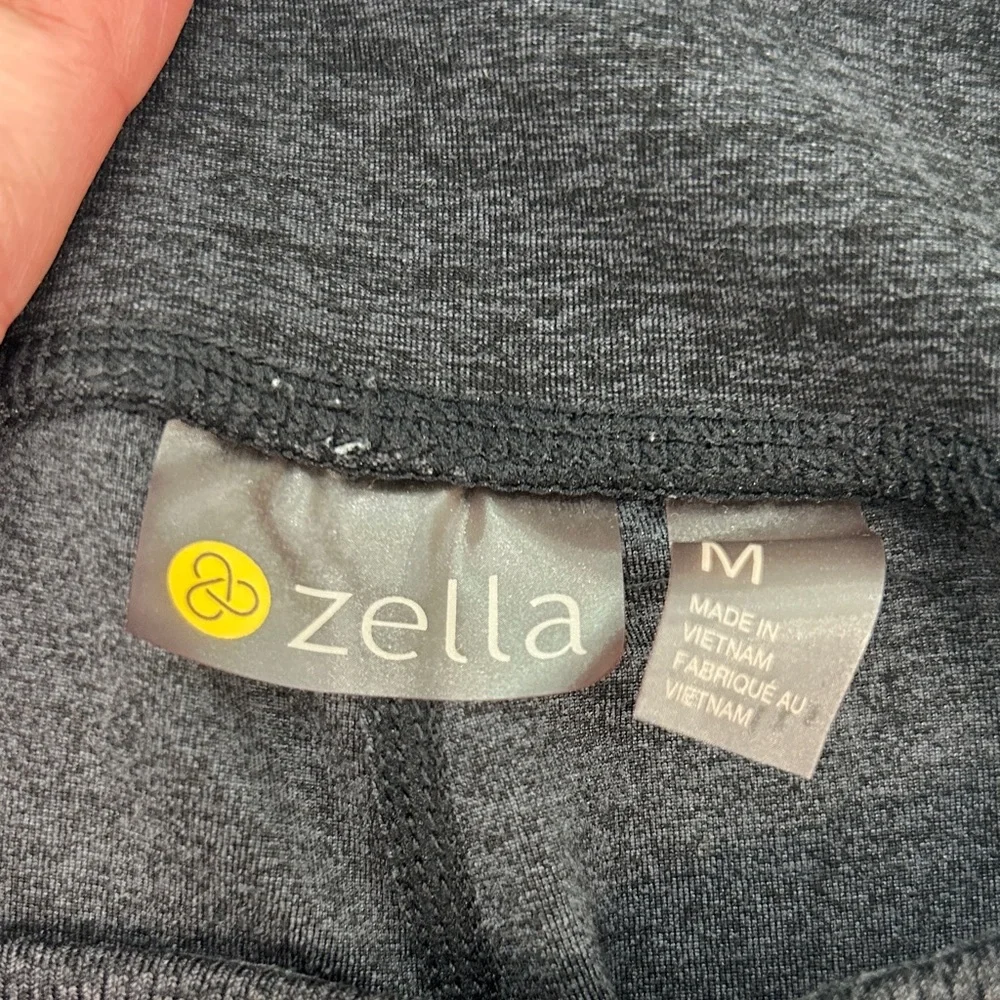 zella
M
MADE IN
VIETNAM
FABRIQUÉ AU
VIETNAM